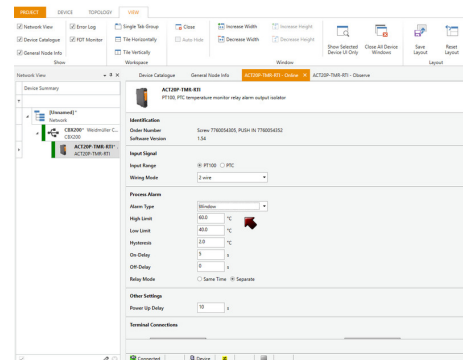 PROJECT DEVICE TOPOLOGY VIEW
Network View Error Log Single Tab Group Close Increase Width Increase Height
Device Catalogue FDT Monitor Tile Horizontally Auto Hide Decrease Width Decrease Height Show Selected Device UI Only Close All Device Windows Save Layout Reset Layout
General Node Info Tile Vertically
Show Workspace Window Layout
Network View Device Catalogue General Node Info ACT20P-TMR-RTI - Online ACT20P-TMR-RTI - Observe
Device Summary
ACT20P-TMR-RTI
PT100, PTC temperature monitor relay alarm output isolator
[Unnamed]*
Network
CBX200* Weidmüller C...
CBX200
ACT20P-TMR-RTI*
ACT20P-TMR-RTI
Identification
Order Number Screw 7760054305, PUSH IN 7760054352
Software Version 1.54
Input Signal
Input Range PT100 PTC
Wiring Mode 2 wire
Process Alarm
Alarm Type Window
High Limit 60.0 °C
Low Limit 40.0 °C
Hysteresis 2.0 °C
On-Delay 5 s
Off-Delay 0 s
Relay Mode Same Time Separate
Other Settings
Power Up Delay 10 s
Terminal Connections
Connected Device